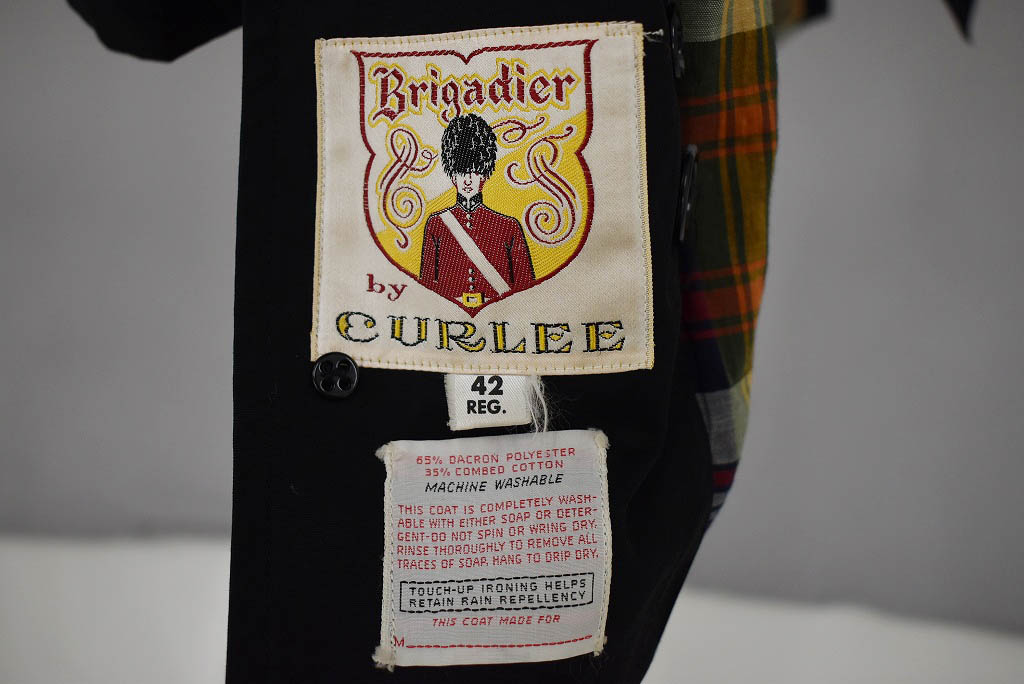 Brigadier
by
CURLEE
42
REG.
65% DACRON POLYESTER
35% COMBED COTTON
MACHINE WASHABLE
THIS COAT IS COMPLETELY WASH-
ABLE WITH EITHER SOAP OR DETER-
GENT-DO NOT SPIN OR WRING DRY.
RINSE THOROUGHLY TO REMOVE ALL
TRACES OF SOAP. HANG TO DRIP DRY.
TOUCH-UP IRONING HELPS
RETAIN RAIN REPELLENCY
THIS COAT MADE FOR
M